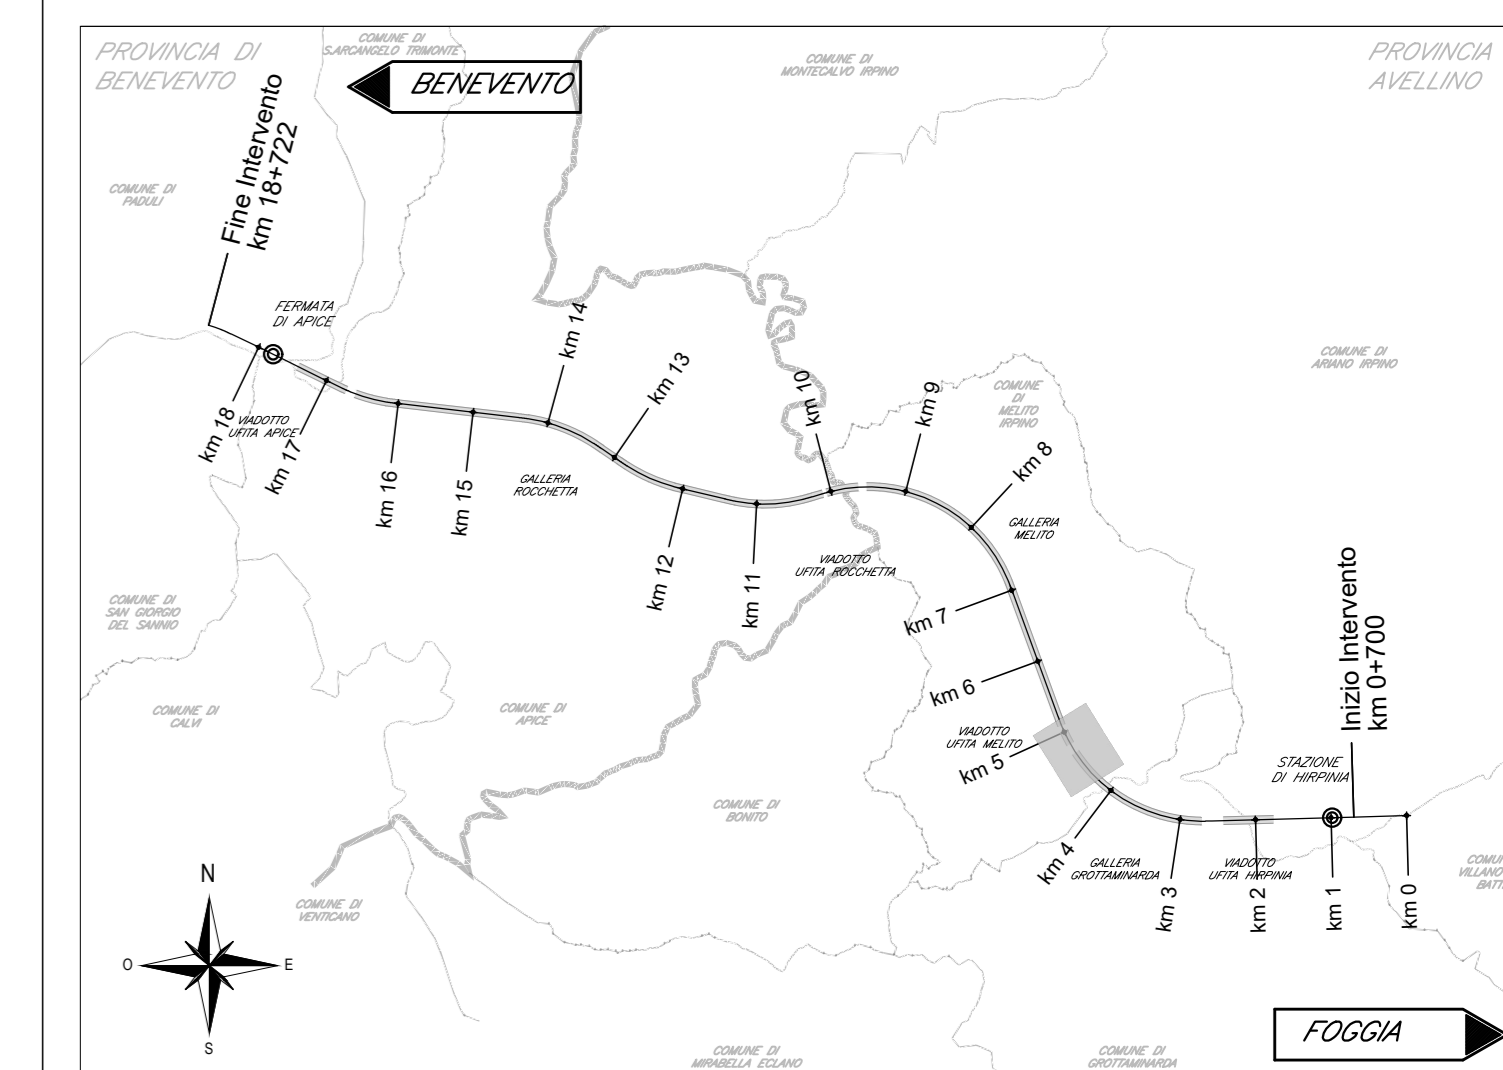 PROVINCIA DI
BENEVENTO
COMUNE DI
S.ARCANGELO TRIMONTE
BENEVENTO
COMUNE DI
MONTECALVO IRPINO
PROVINCIA
AVELLINO
Fine Intervento
km 18+722
COMUNE DI
PADULI
FERMATA
DI APICE
km 14
km 13
km 10
km 9
COMUNE
DI
MELITO
IRPINO
COMUNE DI
ARIANO IRPINO
km 18
VIADOTTO
UFITA APICE
km 17
km 16
km 15
GALLERIA
ROCCHETTA
km 8
GALLERIA
MELITO
km 12
km 11
VIADOTTO
UFITA ROCCHETTA
km 7
COMUNE DI
SAN GIORGIO
DEL SANNIO
Inizio Intervento
km 0+700
km 6
COMUNE DI
CALVI
COMUNE DI
APICE
VIADOTTO
UFITA MELITO
km 5
STAZIONE
DI HIRPINIA
COMUNE DI
BONITO
km 4
GALLERIA
GROTTAMINARDA
km 3
VIADOTTO
UFITA HIRPINIA
km 2
km 1
km 0
COMU
VILLANO
BATT
N
O
E
S
COMUNE DI
VENTICANO
COMUNE DI
MIRABELLA ECLANO
COMUNE DI
GROTTAMINARDA
FOGGIA